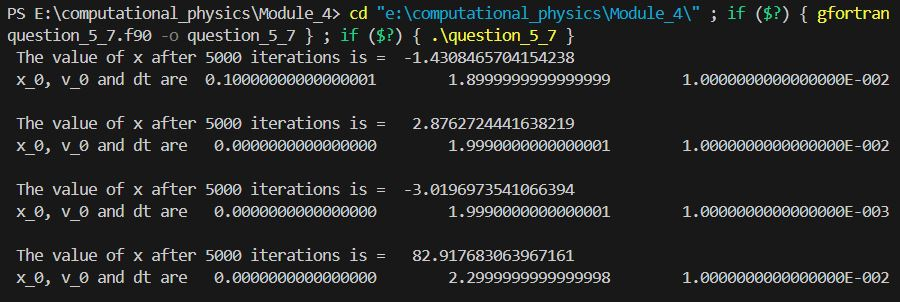 PS E:\computational_physics\Module_4> cd "e:\computational_physics\Module_4\" ; if ($?) { gfortran
question_5_7.f90 -o question_5_7 } ; if ($?) { .\question_5_7 }
The value of x after 5000 iterations is =  -1.4308465704154238
x_0, v_0 and dt are  0.10000000000000001        1.8999999999999999        1.0000000000000000E-002
The value of x after 5000 iterations is =   2.8762724441638219
x_0, v_0 and dt are   0.0000000000000000        1.9990000000000001        1.0000000000000000E-002
The value of x after 5000 iterations is =  -3.0196973541066394
x_0, v_0 and dt are   0.0000000000000000        1.9990000000000001        1.0000000000000000E-003
The value of x after 5000 iterations is =   82.917683063967161
x_0, v_0 and dt are   0.0000000000000000        2.2999999999999998        1.0000000000000000E-002